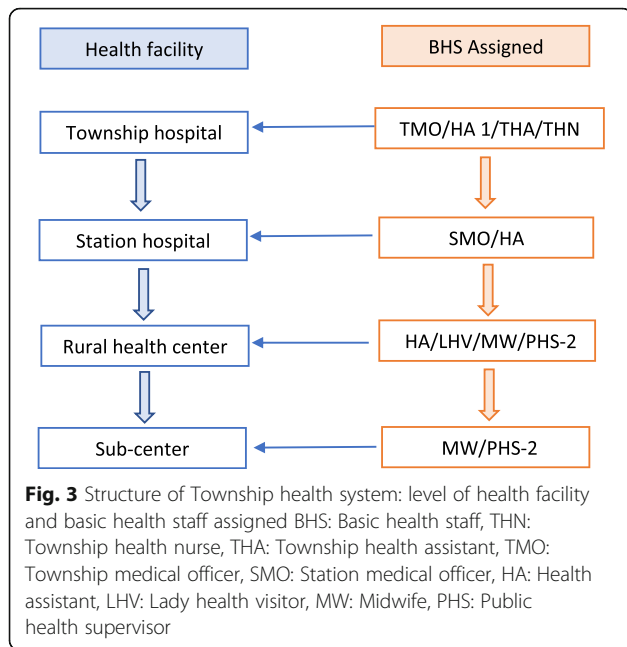 Health facility
BHS Assigned
Township hospital
TMO/HA 1/THA/THN
Station hospital
SMO/HA
Rural health center
HA/LHV/MW/PHS-2
Sub-center
MW/PHS-2
Fig. 3 Structure of Township health system: level of health facility
and basic health staff assigned BHS: Basic health staff, THN:
Township health nurse, THA: Township health assistant, TMO:
Township medical officer, SMO: Station medical officer, HA: Health
assistant, LHV: Lady health visitor, MW: Midwife, PHS: Public
health supervisor